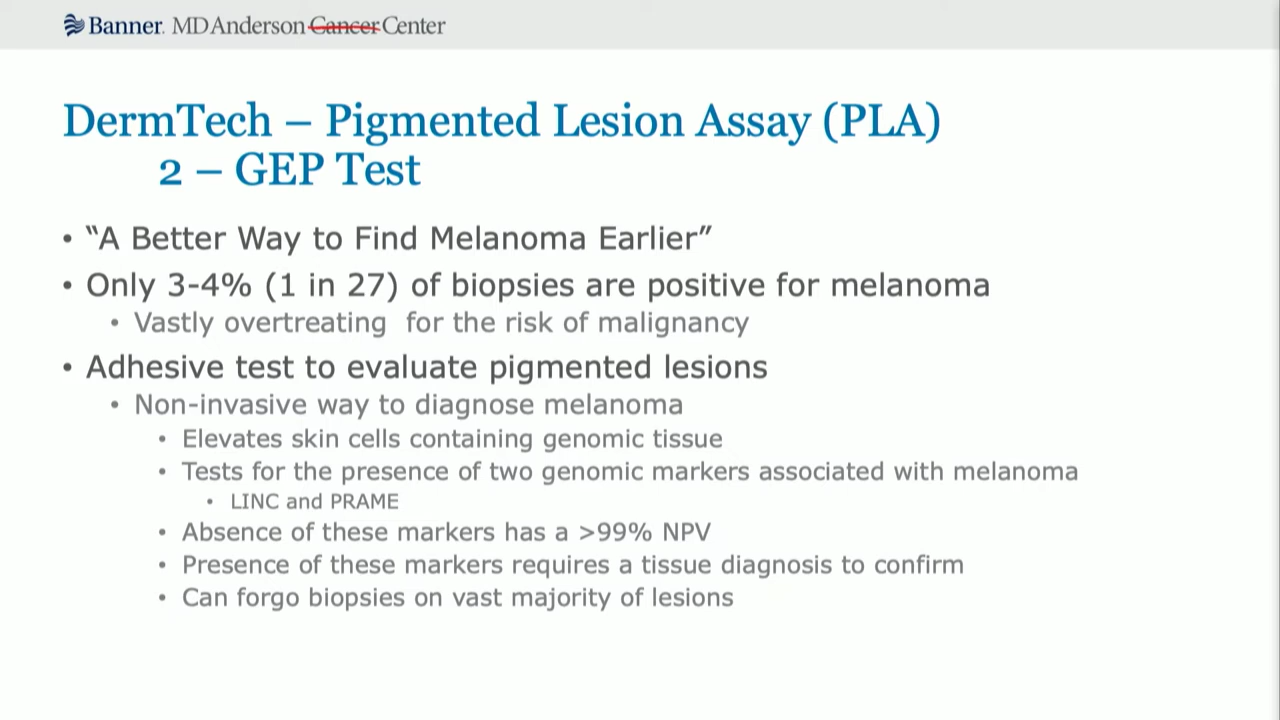 Banner. MD Anderson Cancer Center
DermTech – Pigmented Lesion Assay (PLA)
2 – GEP Test
• “A Better Way to Find Melanoma Earlier”
• Only 3-4% (1 in 27) of biopsies are positive for melanoma
• Vastly overtreating for the risk of malignancy
• Adhesive test to evaluate pigmented lesions
• Non-invasive way to diagnose melanoma
• Elevates skin cells containing genomic tissue
• Tests for the presence of two genomic markers associated with melanoma
• LINC and PRAME
• Absence of these markers has a >99% NPV
• Presence of these markers requires a tissue diagnosis to confirm
• Can forgo biopsies on vast majority of lesions